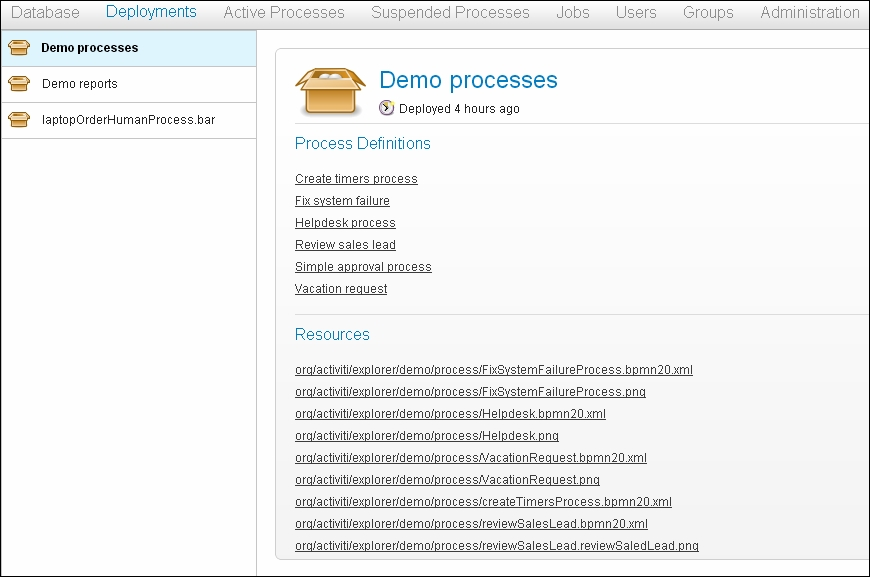 Database Deployments Active Processes Suspended Processes Jobs Users Groups Administration
Demo processes
Demo reports
laptopOrderHumanProcess.bar
Demo processes
Deployed 4 hours ago
Process Definitions
Create timers process
Fix system failure
Helpdesk process
Review sales lead
Simple approval process
Vacation request
Resources
org/activiti/explorer/demo/process/FixSystemFailureProcess.bpmn20.xml
org/activiti/explorer/demo/process/FixSystemFailureProcess.png
org/activiti/explorer/demo/process/Helpdesk.bpmn20.xml
org/activiti/explorer/demo/process/Helpdesk.png
org/activiti/explorer/demo/process/VacationRequest.bpmn20.xml
org/activiti/explorer/demo/process/VacationRequest.png
org/activiti/explorer/demo/process/createTimersProcess.bpmn20.xml
org/activiti/explorer/demo/process/reviewSalesLead.bpmn20.xml
org/activiti/explorer/demo/process/reviewSalesLead.reviewSaledLead.png